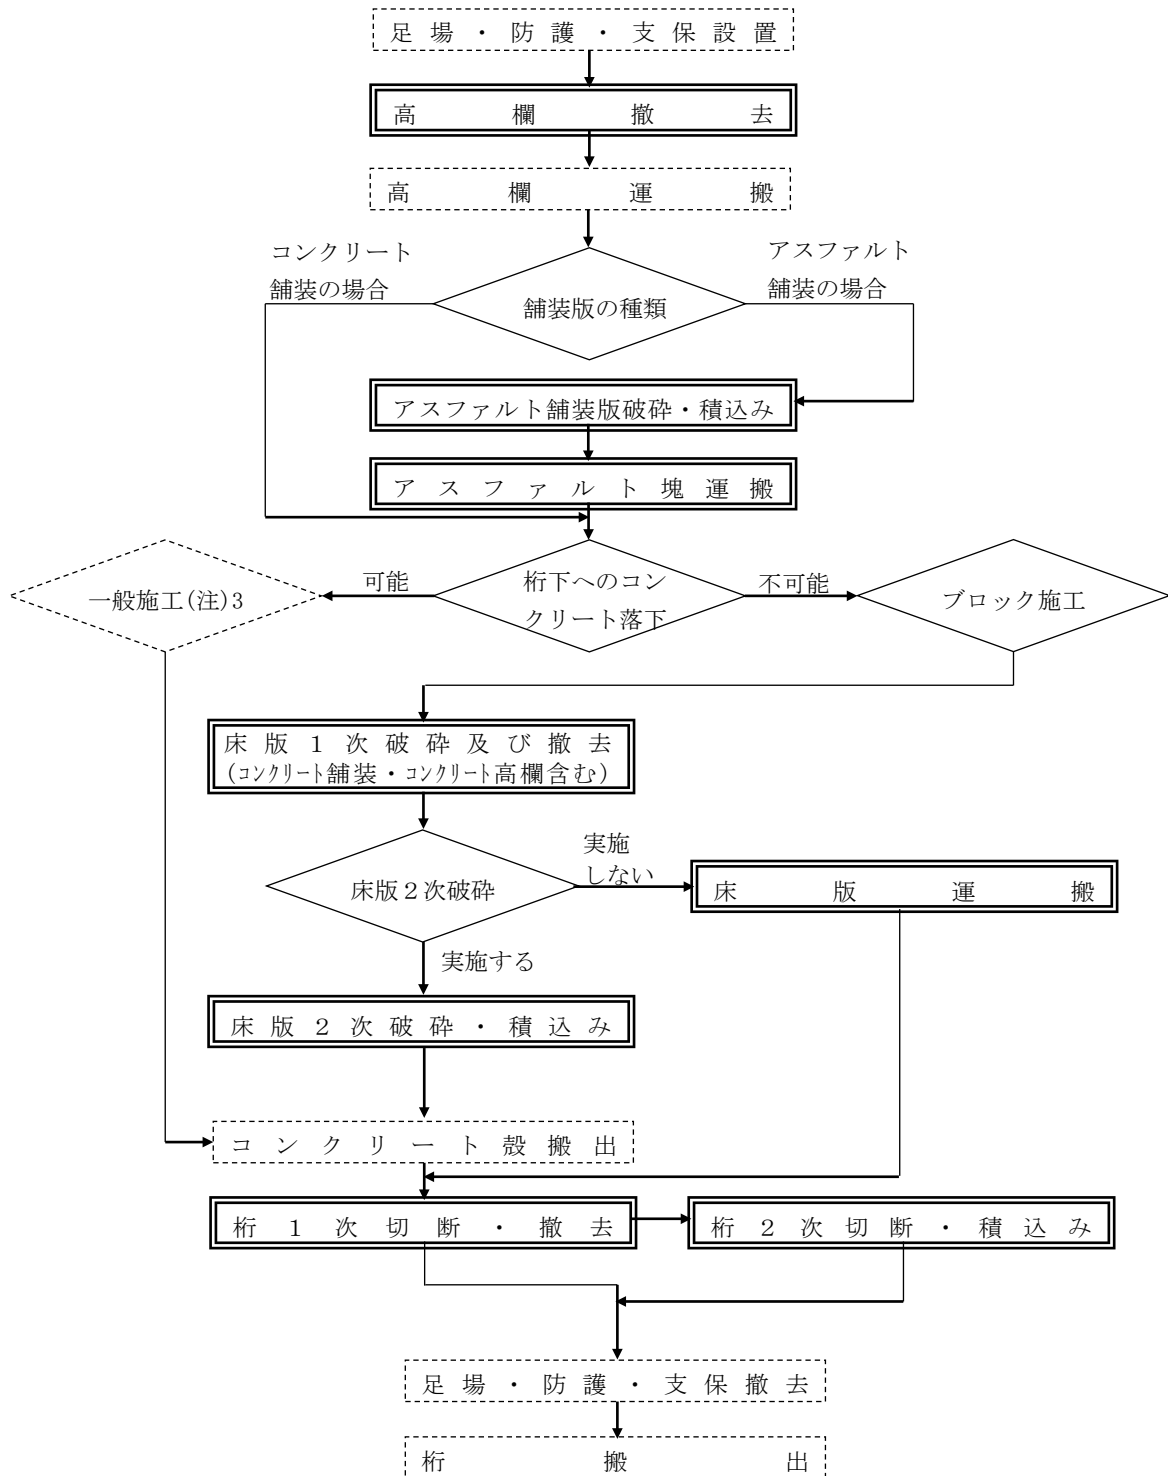 足場・防護・支保設置
高欄撤去
高欄運搬
コンクリート
舗装の場合
アスファルト
舗装の場合
舗装版の種類
アスファルト舗装版破砕・積込み
アスファルト塊運搬
一般施工(注)3
可能
桁下へのコン
クリート落下
不可能
ブロック施工
床版1次破砕及び撤去
(コンクリート舗装・コンクリート高欄含む)
床版2次破砕
実施
しない
床版運搬
実施する
床版2次破砕・積込み
コンクリート殻搬出
桁1次切断・撤去
桁2次切断・積込み
足場・防護・支保撤去
桁搬出